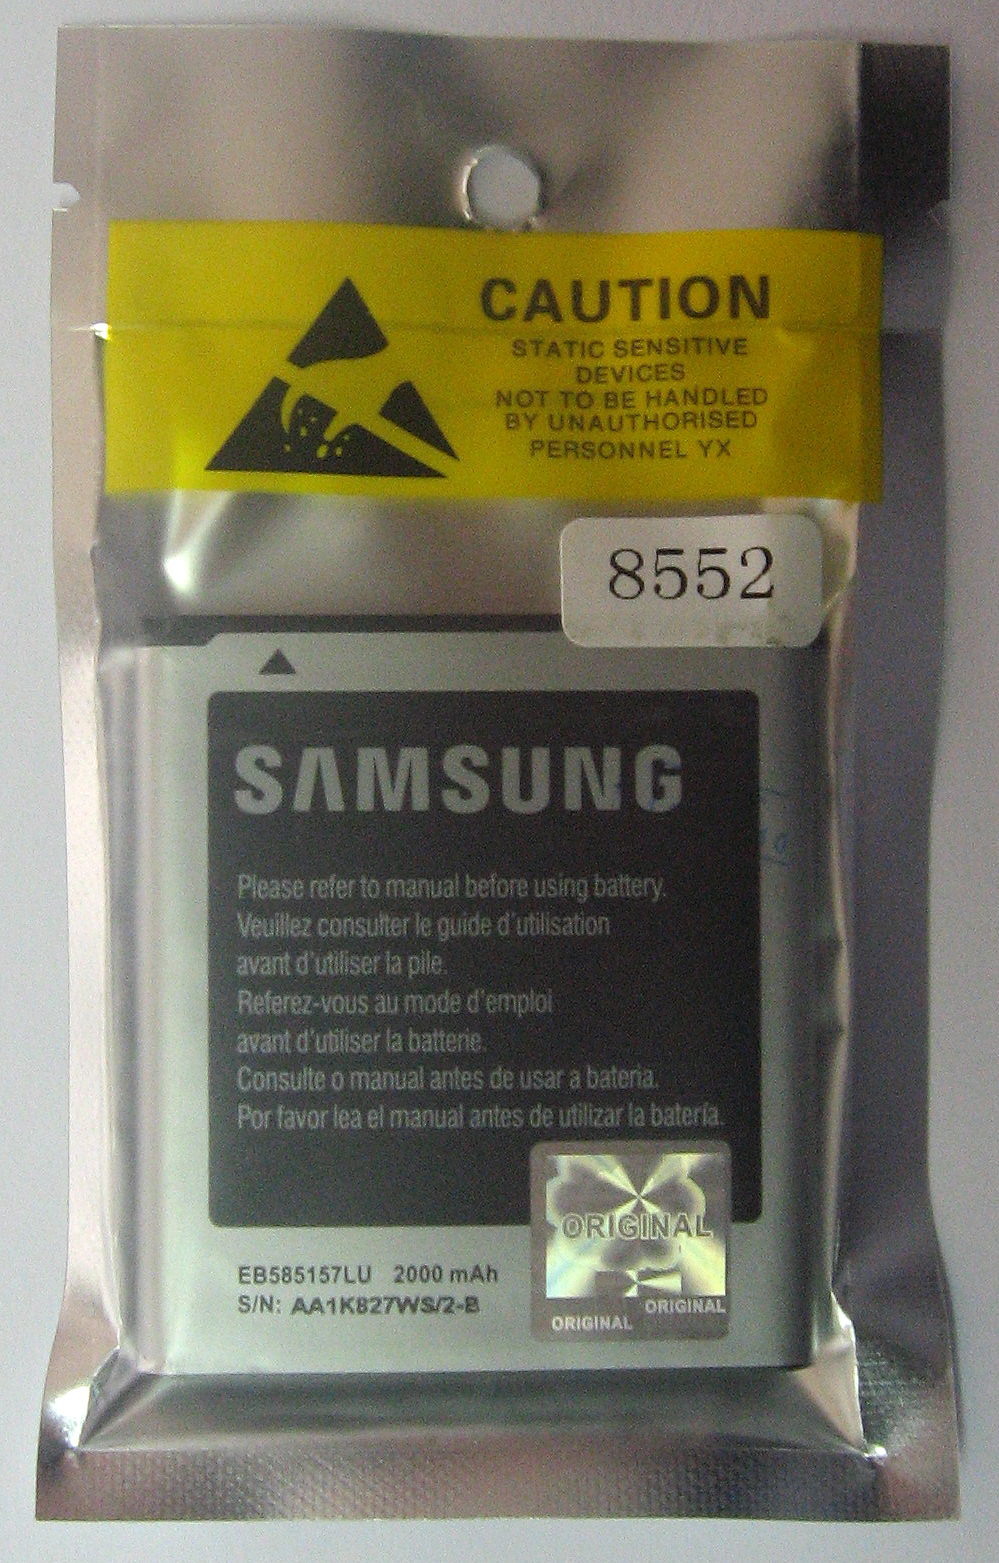 CAUTION
STATIC SENSITIVE
DEVICES
NOT TO BE HANDLED
BY UNAUTHORISED
PERSONNEL YX
8552
SAMSUNG
Please refer to manual before using battery.
Veuillez consulter le guide d'utilisation
avant d'utiliser la pile.
Referez-vous au mode d'emploi
avant d'utiliser la batterie.
Consulte o manual antes de usar a bateria.
Por favor lea el manual antes de utilizar la batería.
ORIGINAL
EB585157LU 2000 mAh
S/N: AA1K827WS/2-B
ORIGINAL
ORIGINAL